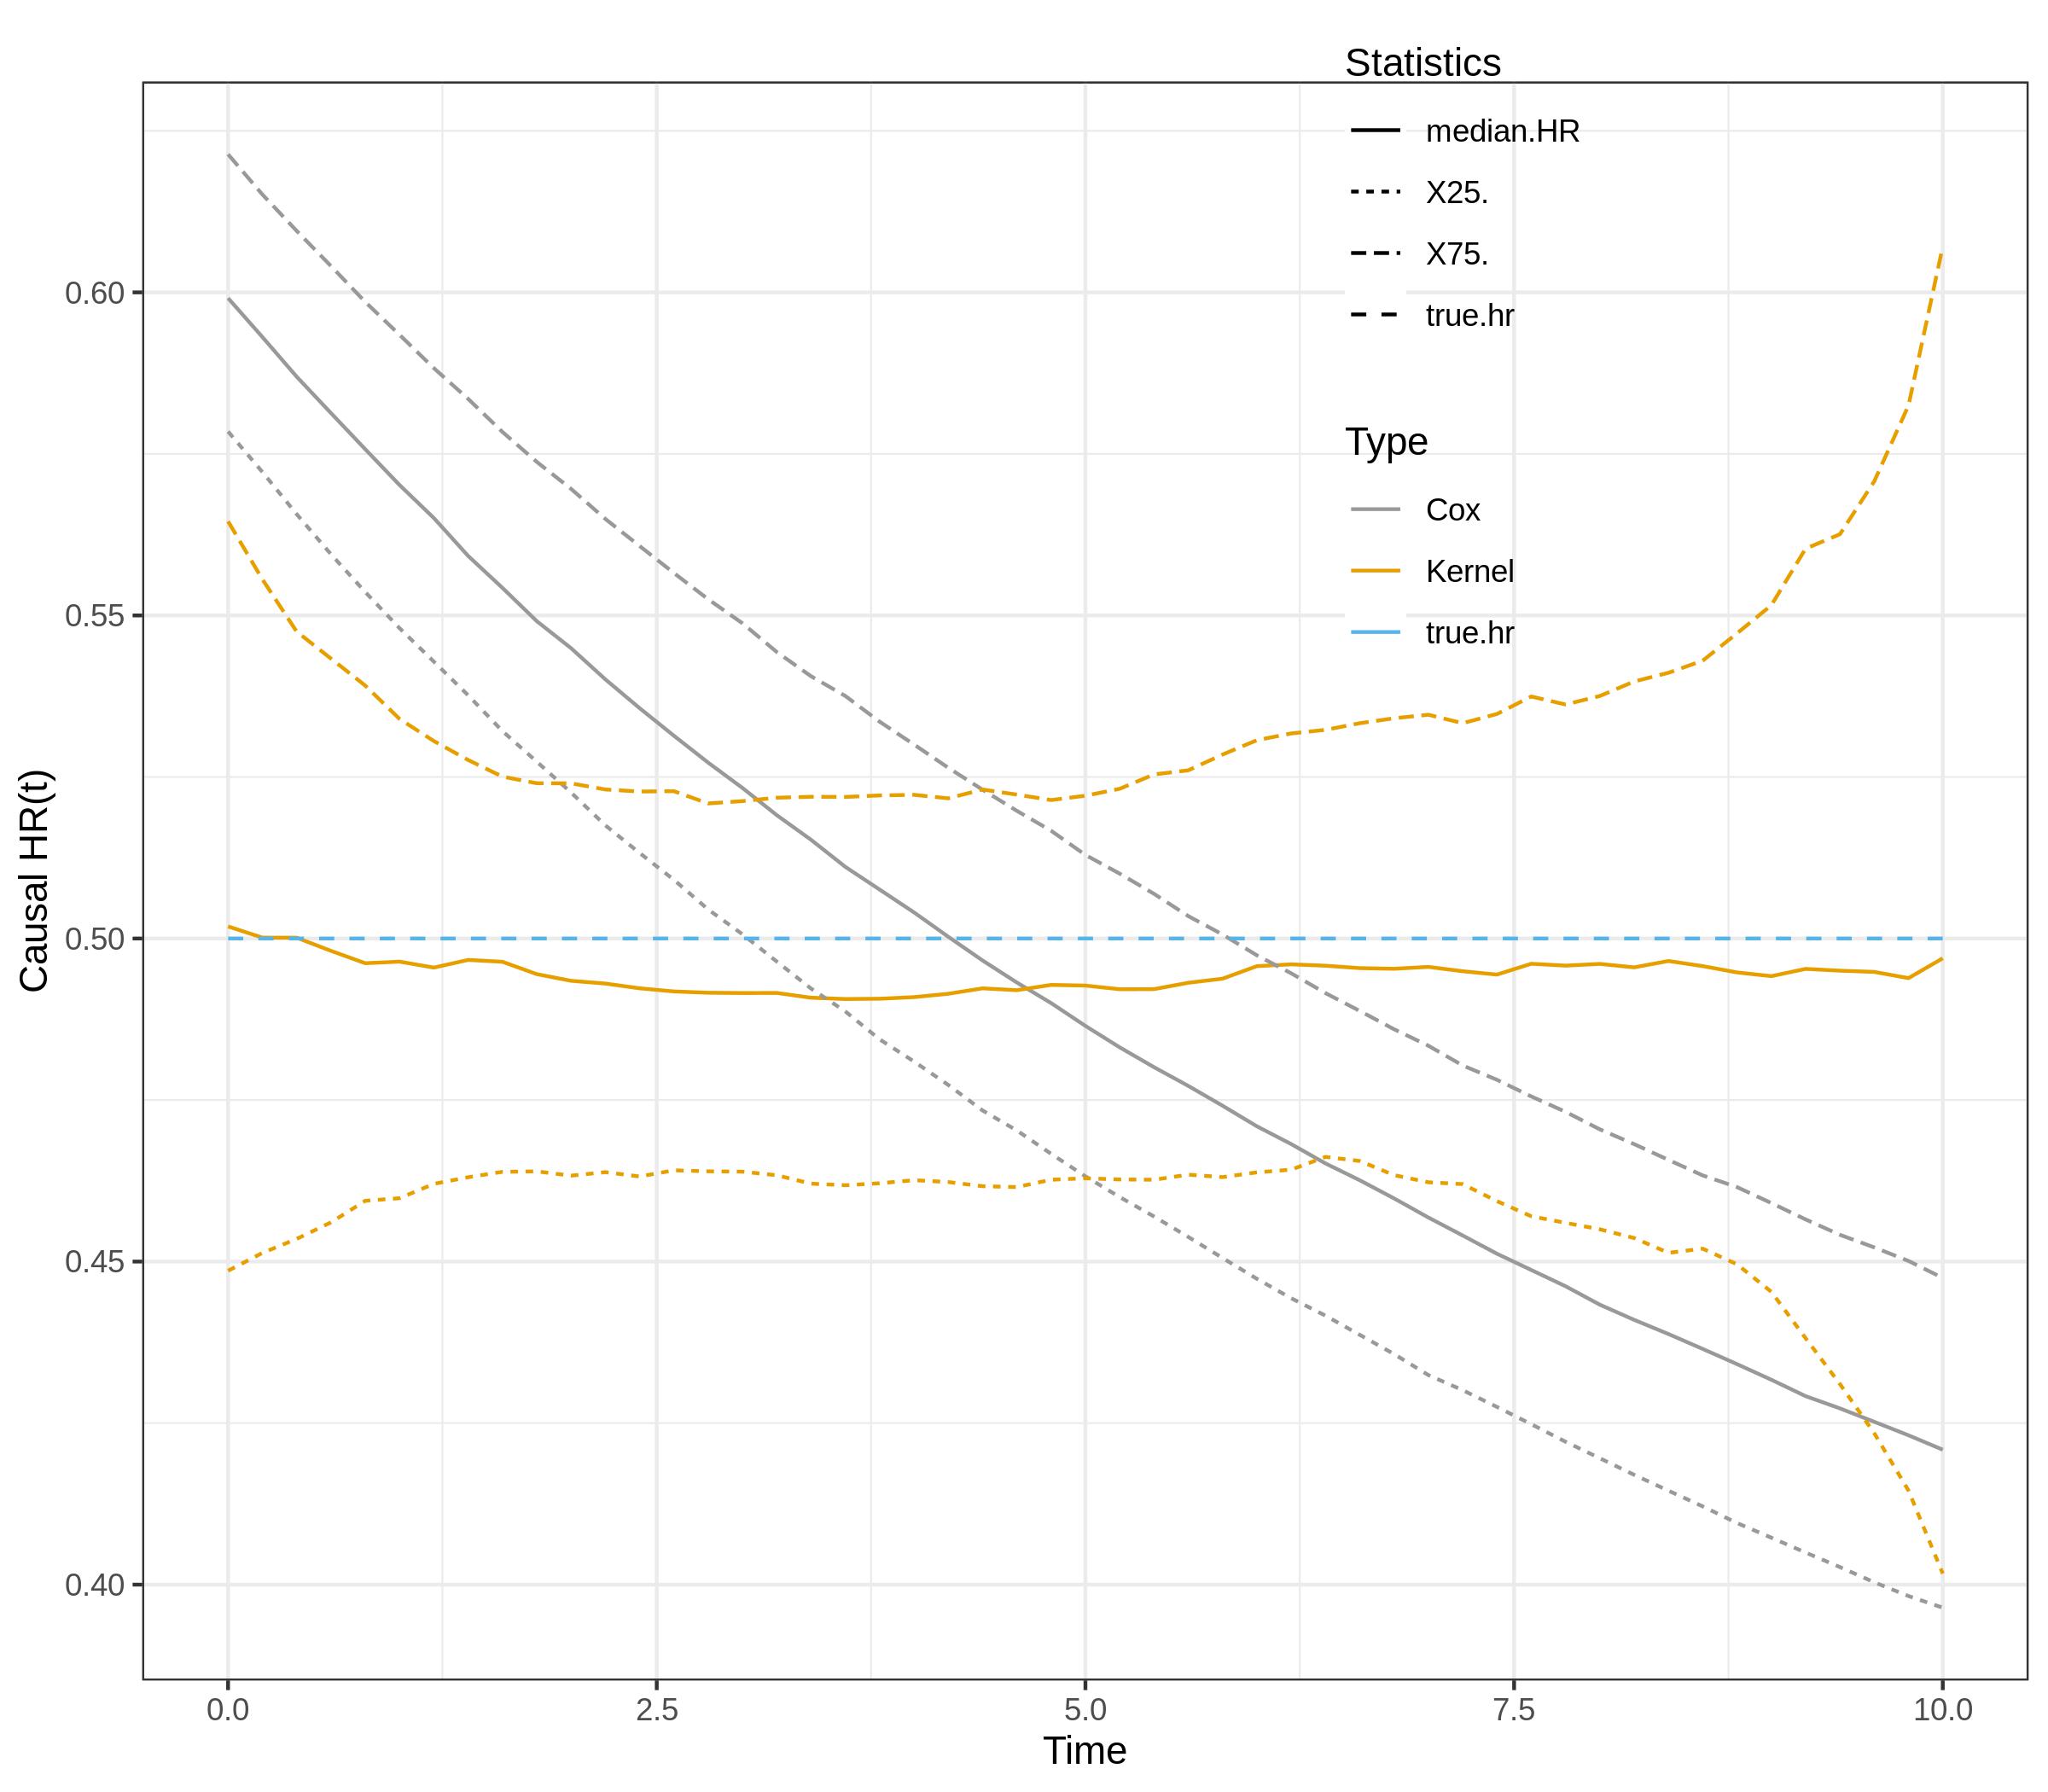 Statistics
median.HR
X25.
X75.
true.hr
Type
Cox
Kernel
true.hr
Causal HR(t)
0.60
0.55
0.50
0.45
0.40
0.0
2.5
5.0
7.5
10.0
Time